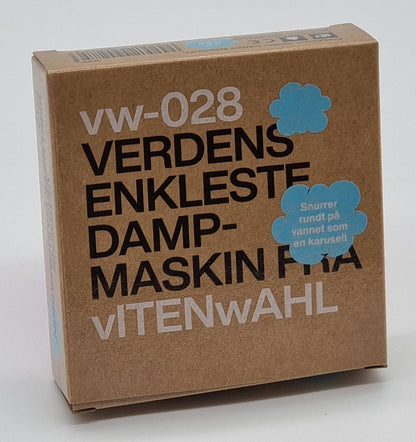 vw-028
VERDENS
ENKLESTE
DAMP-
MASKIN FRA
vITENwAHL
Snurrer
rundt på
vannet som
en karusell